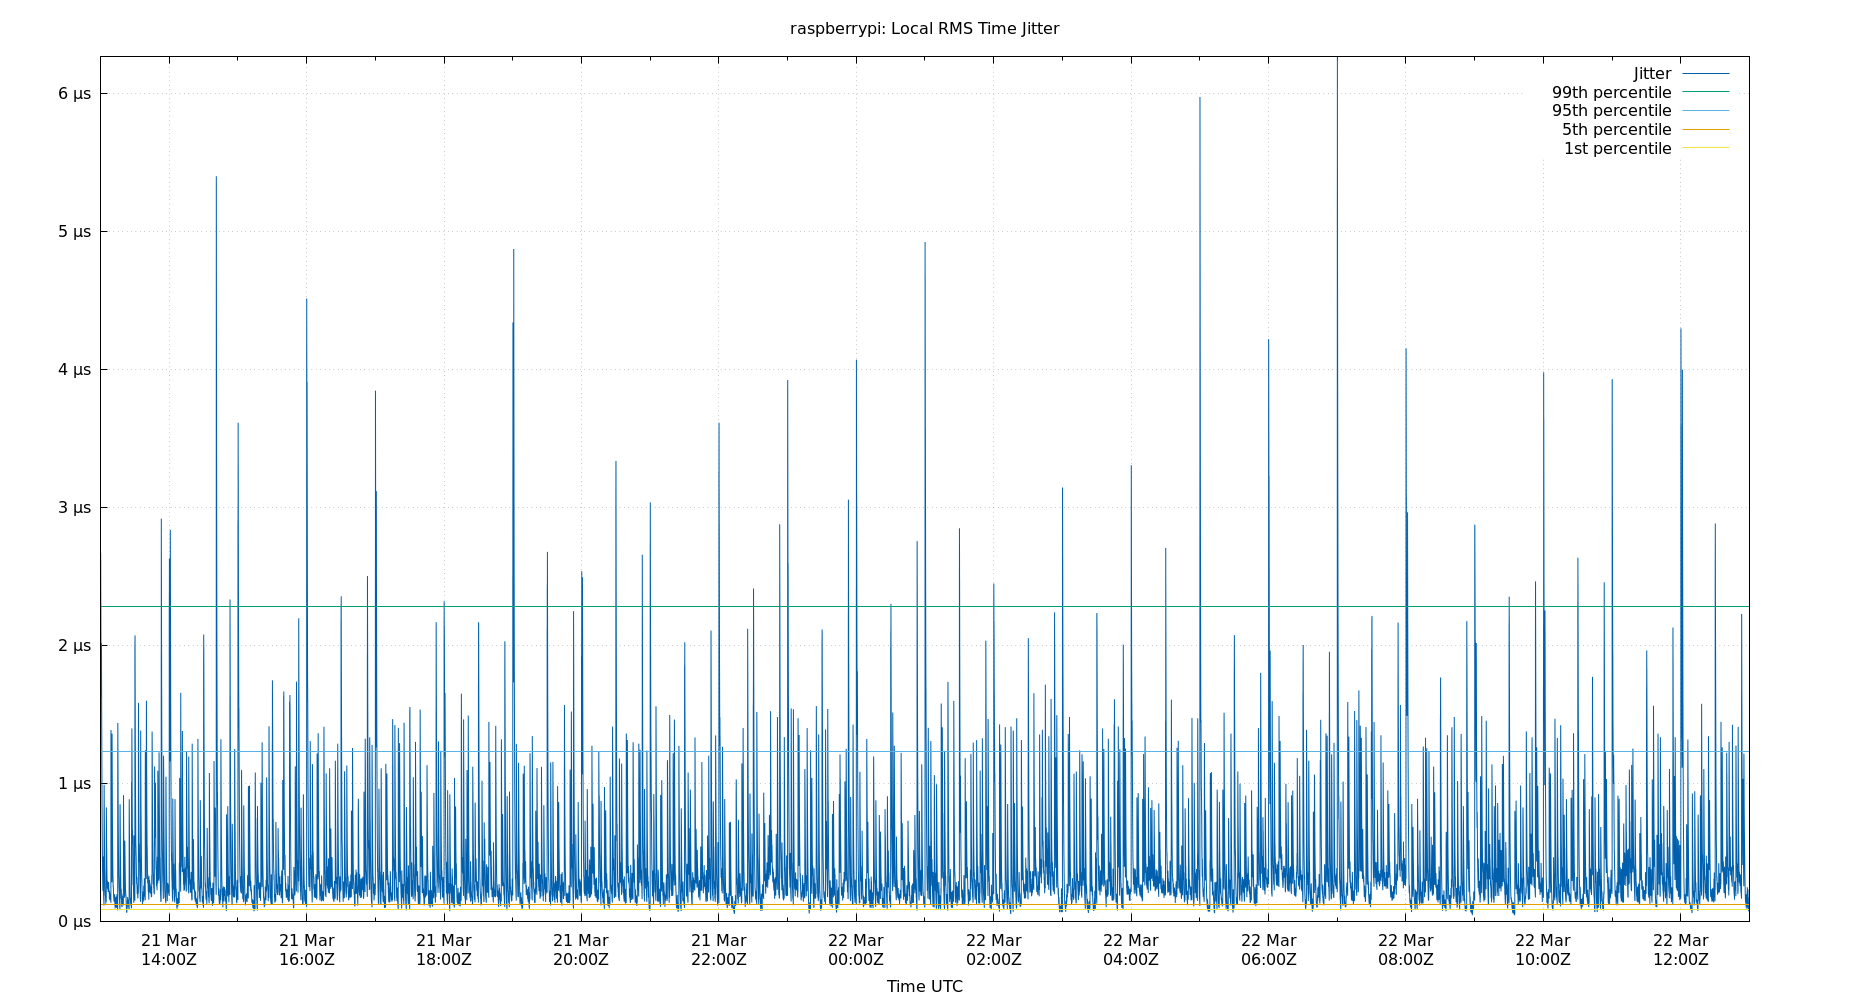 raspberrypi: Local RMS Time Jitter
Jitter
99th percentile
95th percentile
5th percentile
1st percentile
6 µs
5 µs
4 µs
3 µs
2 µs
1 µs
0 µs
21 Mar 21 Mar 21 Mar 21 Mar 21 Mar 22 Mar 22 Mar 22 Mar 22 Mar 22 Mar 22 Mar 22 Mar
14:00Z 16:00Z 18:00Z 20:00Z 22:00Z 00:00Z 02:00Z 04:00Z 06:00Z 08:00Z 10:00Z 12:00Z
Time UTC